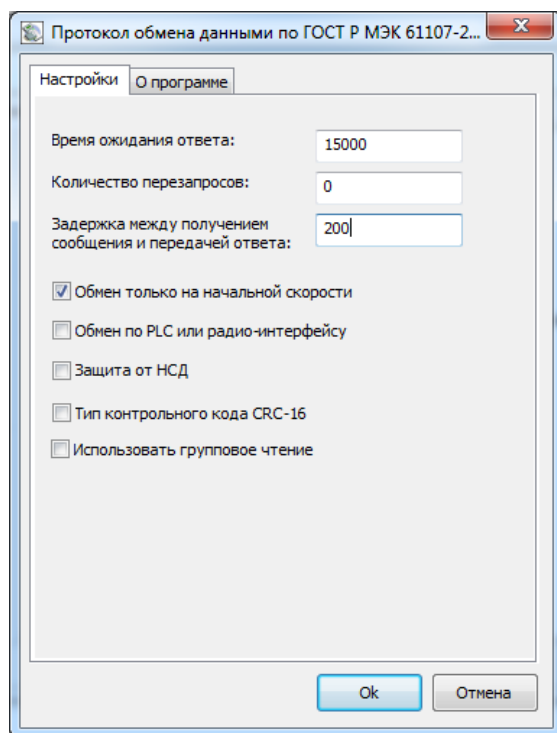 Протокол обмена данными по ГОСТ Р МЭК 61107-2...
Настройки
О программе
Время ожидания ответа:
15000
Количество перезапросов:
0
Задержка между получением
сообщения и передачей ответа:
200
Обмен только на начальной скорости
Обмен по PLC или радио-интерфейсу
Защита от НСД
Тип контрольного кода CRC-16
Использовать групповое чтение
Ok
Отмена